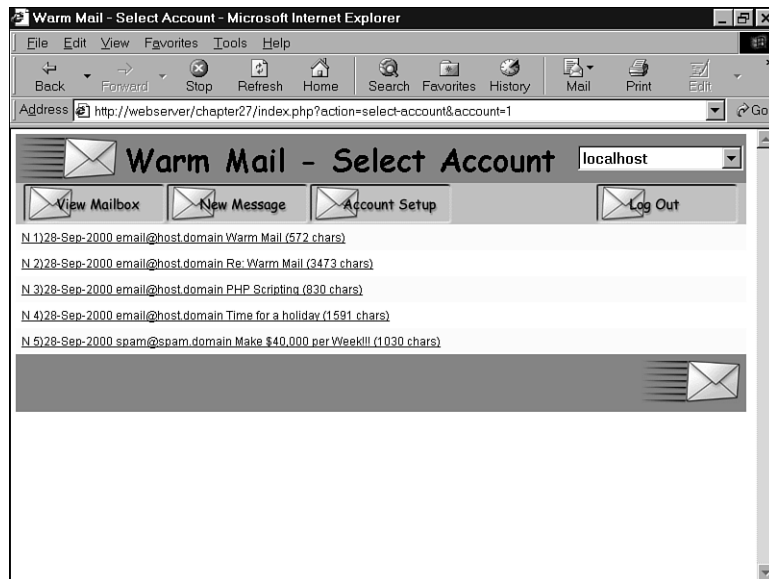 Warm Mail - Select Account - Microsoft Internet Explorer
File Edit View Favorites Tools Help
Back Forward Stop Refresh Home Search Favorites History Mail Print Edit
Address http://webserver/chapter27/index.php?action=select-account&account=1 Go
Warm Mail - Select Account localhost
View Mailbox New Message Account Setup Log Out
N 1)28-Sep-2000 email@host.domain Warm Mail (572 chars)
N 2)28-Sep-2000 email@host.domain Re: Warm Mail (3473 chars)
N 3)28-Sep-2000 email@host.domain PHP Scripting (830 chars)
N 4)28-Sep-2000 email@host.domain Time for a holiday (1591 chars)
N 5)28-Sep-2000 spam@spam.domain Make $40,000 per Week!!! (1030 chars)